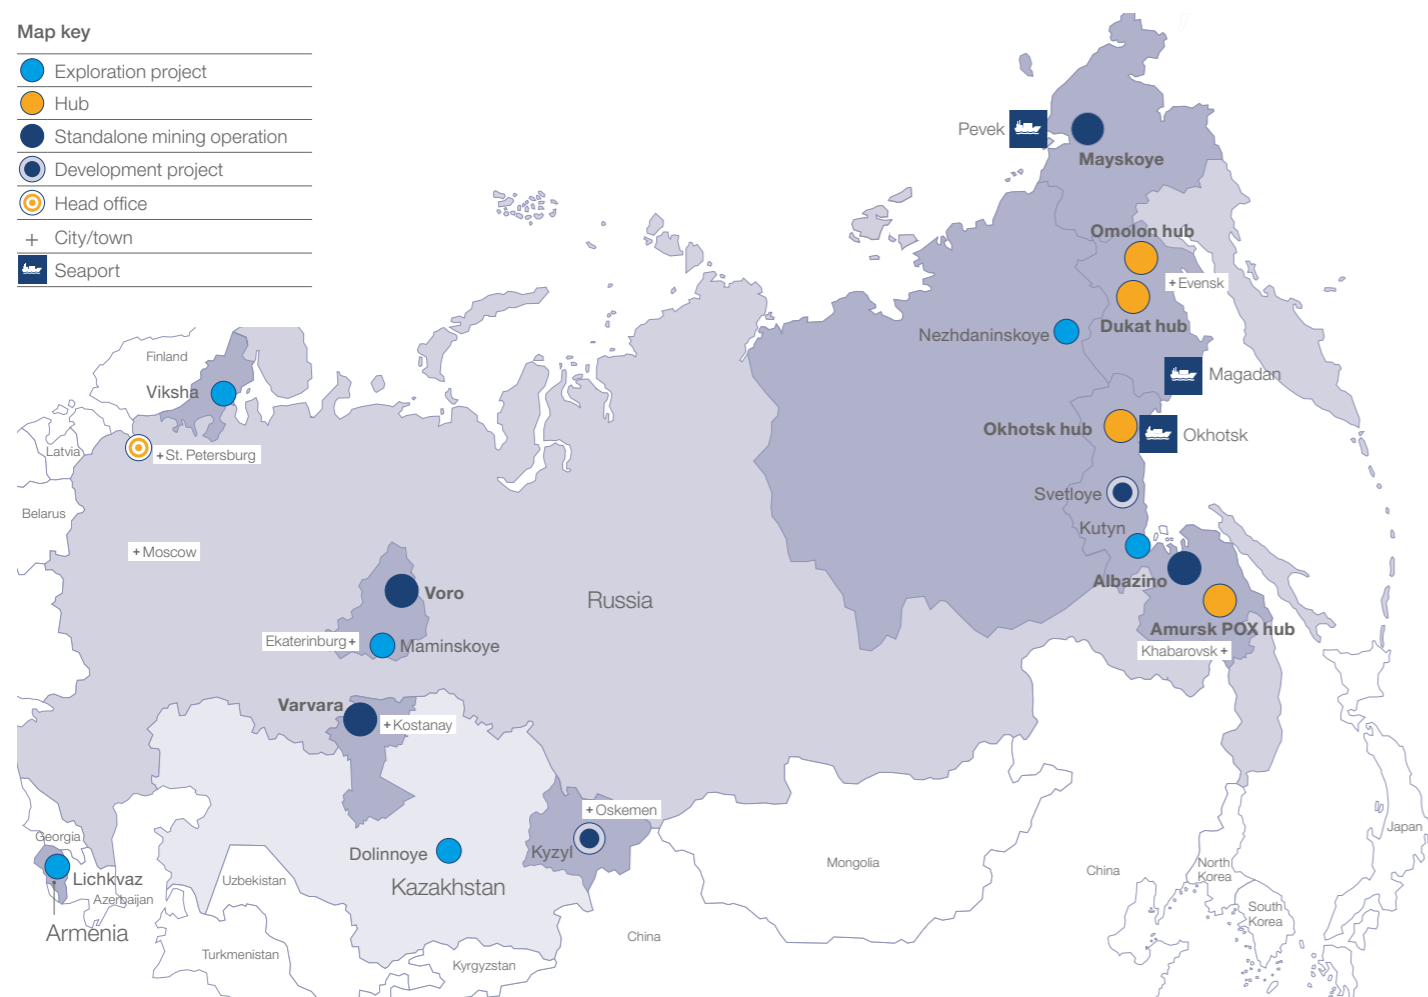 Map key
Exploration project
Hub
Standalone mining operation
Development project
Head office
City/town
Seaport
Pevek
Mayskoye
Omolon hub
+Evensk
Dukat hub
Nezhdaninskoye
Magadan
Finland
Viksha
Okhotsk hub
Okhotsk
Latvia
+St. Petersburg
Svetloye
Belarus
Kutyn
+Moscow
Albazino
Voro
Russia
Amursk POX hub
Ekaterinburg+
Maminskoye
Khabarovsk+
Varvara
+Kostanay
+Oskemen
Georgia
Japan
Dolinnoye
Kyzyl
Mongolia
China
North
Korea
Lichkvaz
Uzbekistan
Kazakhstan
Azerbaijan
South
Korea
Armenia
China
Turkmenistan
Kyrgyzstan